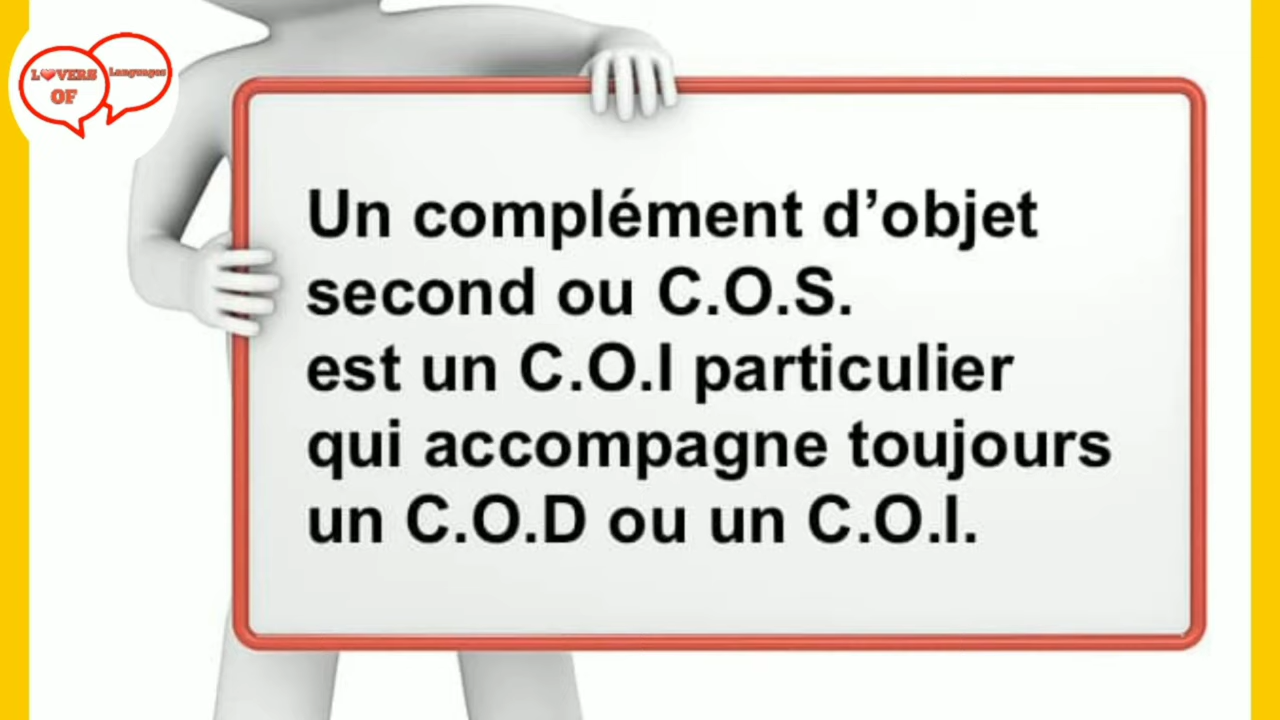 LOVERS
OF
Languages
Un complément d’objet
second ou C.O.S.
est un C.O.I particulier
qui accompagne toujours
un C.O.D ou un C.O.I.